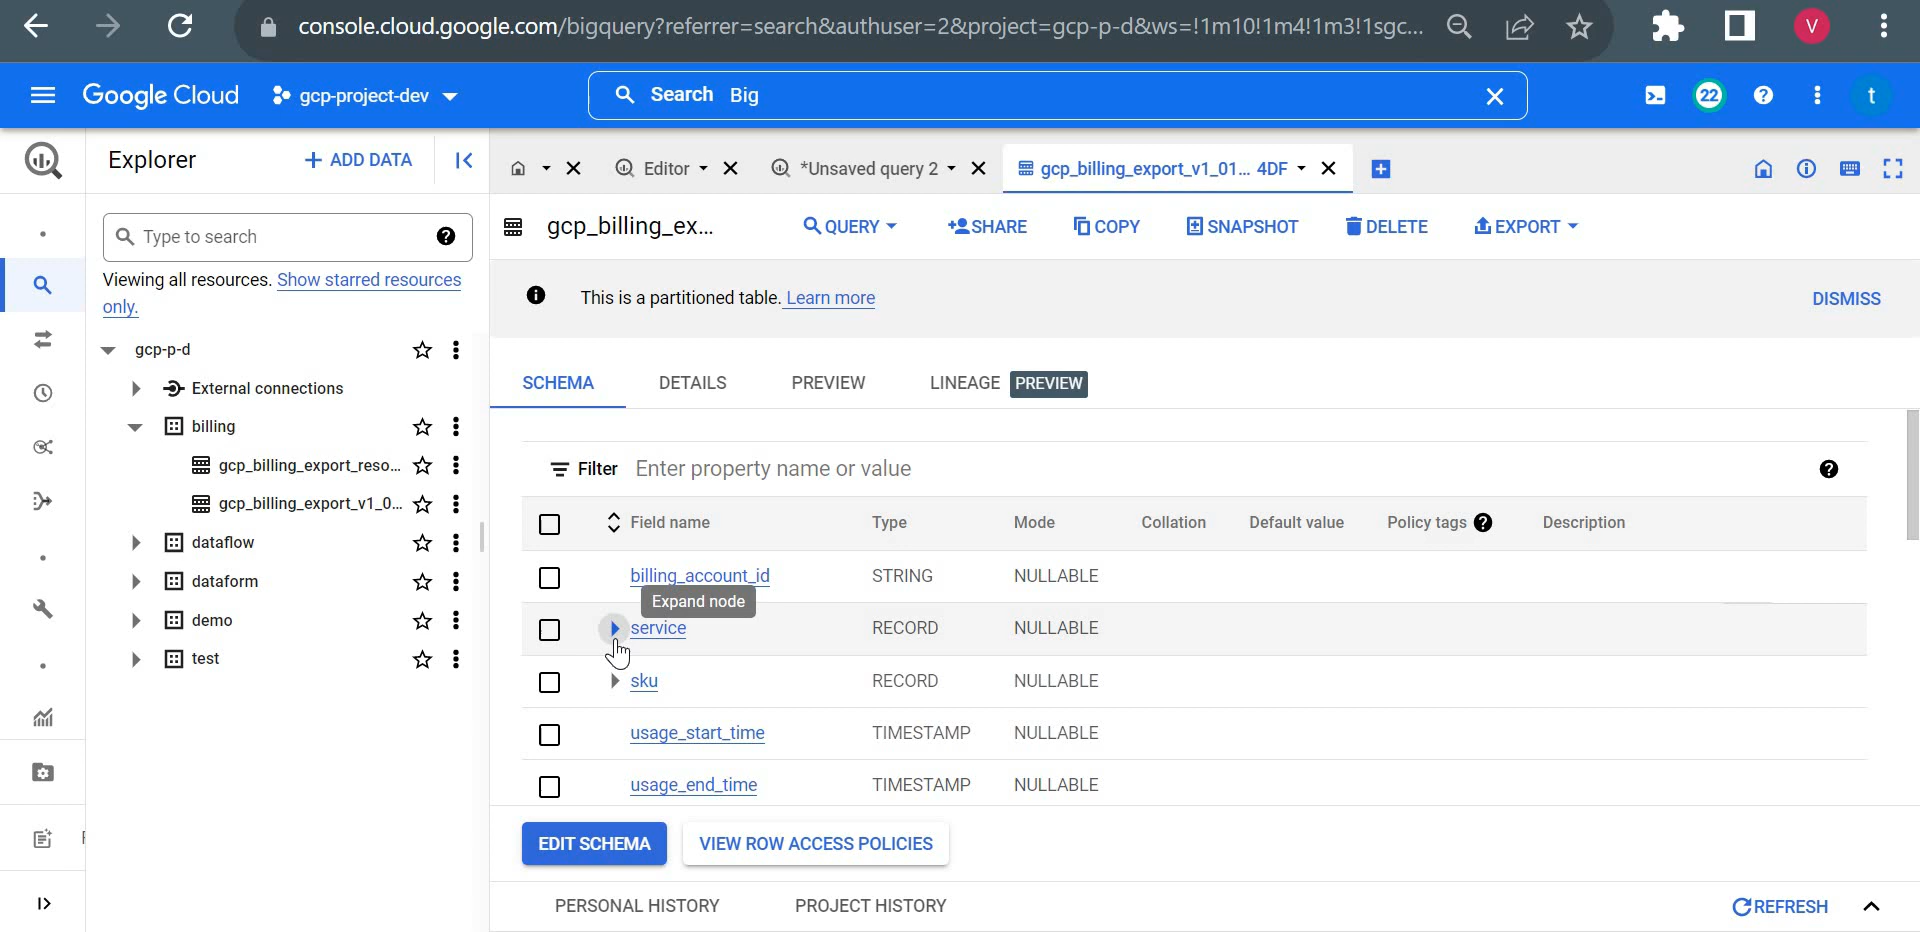 console.cloud.google.com/bigquery?referrer=search&authuser=2&project=gcp-p-d&ws=!1m10!1m4!1m3!1sgc...
V
Google Cloud
gcp-project-dev
Search Big
22
t
Explorer
+ ADD DATA
Editor
*Unsaved query 2
gcp_billing_export_v1_01... 4DF
Type to search
Viewing all resources. Show starred resources
only.
gcp-p-d
External connections
billing
gcp_billing_export_reso...
gcp_billing_export_v1_0...
dataflow
dataform
demo
test
gcp_billing_ex...
QUERY
SHARE
COPY
SNAPSHOT
DELETE
EXPORT
This is a partitioned table. Learn more
DISMISS
SCHEMA
DETAILS
PREVIEW
LINEAGE PREVIEW
Filter Enter property name or value
Field name Type Mode Collation Default value Policy tags Description
billing_account_id STRING NULLABLE
Expand node
service RECORD NULLABLE
sku RECORD NULLABLE
usage_start_time TIMESTAMP NULLABLE
usage_end_time TIMESTAMP NULLABLE
EDIT SCHEMA
VIEW ROW ACCESS POLICIES
PERSONAL HISTORY
PROJECT HISTORY
REFRESH